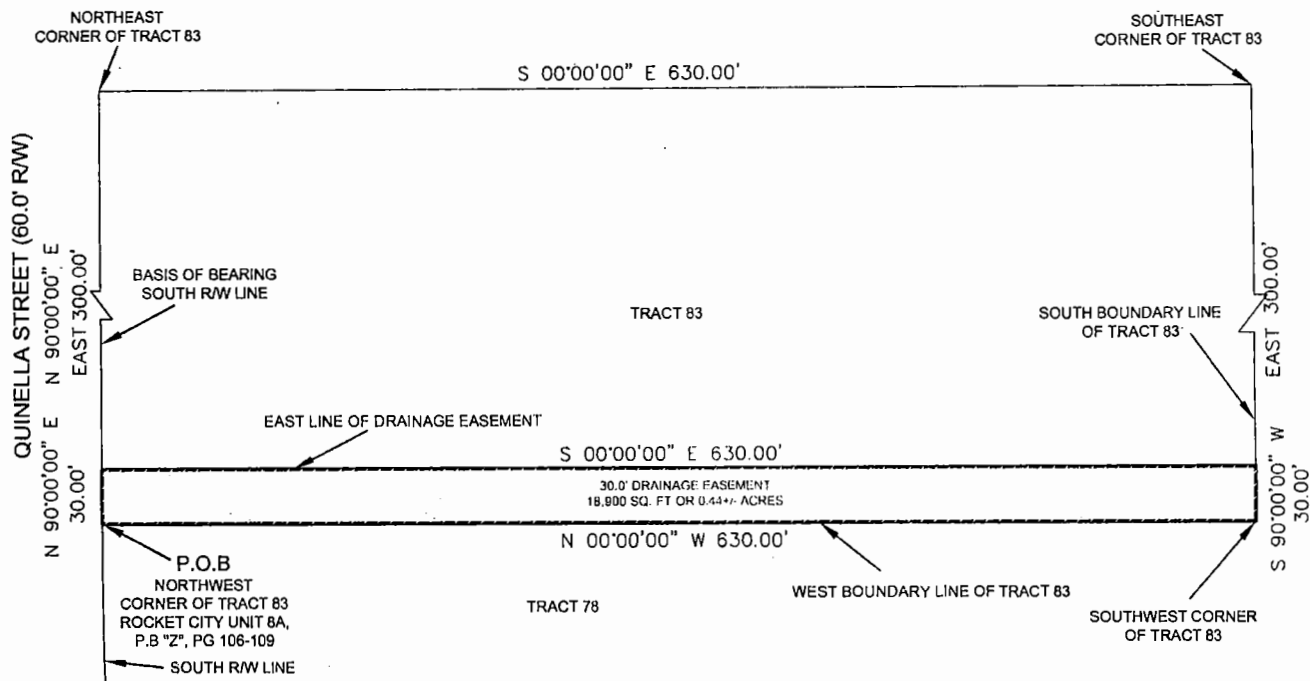 NORTHEAST
CORNER OF TRACT 83
SOUTHEAST
CORNER OF TRACT 83
S 00°00'00" E 630.00'
QUINELLA STREET (60.0' R/W)
N 90°00'00" E
EAST 300.00'
BASIS OF BEARING
SOUTH R/W LINE
TRACT 83
SOUTH BOUNDARY LINE
OF TRACT 83
EAST 300.00'
EAST LINE OF DRAINAGE EASEMENT
S 00°00'00" E 630.00'
N 90°00'00" E
30.00'
30.0' DRAINAGE EASEMENT
18,900 SQ. FT OR 0.44+/- ACRES
S 90°00'00" W
30.00'
N 00°00'00" W 630.00'
P.O.B
NORTHWEST
CORNER OF TRACT 83
ROCKET CITY UNIT 8A,
P.B "Z", PG 106-109
TRACT 78
WEST BOUNDARY LINE OF TRACT 83
SOUTHWEST CORNER
OF TRACT 83
SOUTH R/W LINE